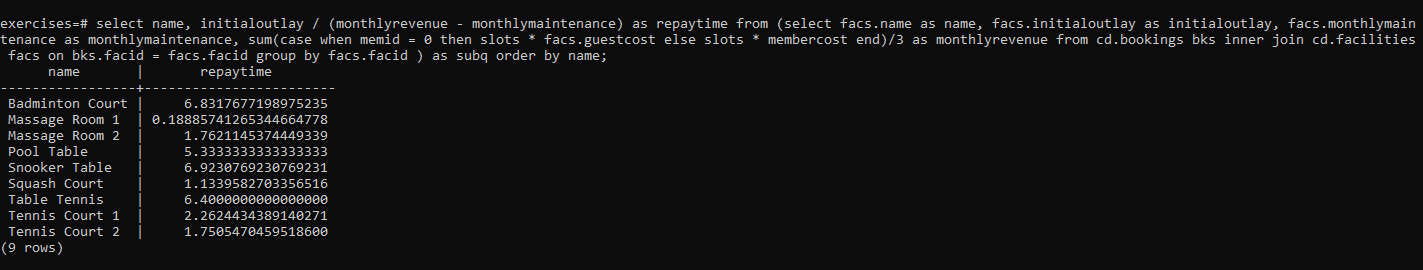 exercises=# select name, initialoutlay / (monthlyrevenue - monthlymaintenance) as repaytime from (select facs.name as name, facs.initialoutlay as initialoutlay, facs.monthlymain
tenance as monthlymaintenance, sum(case when memid = 0 then slots * facs.guestcost else slots * membercost end)/3 as monthlyrevenue from cd.bookings bks inner join cd.facilities
 facs on bks.facid = facs.facid group by facs.facid ) as subq order by name;
      name       |       repaytime
-----------------+------------------------
 Badminton Court |     6.8317677198975235
 Massage Room 1  | 0.18885741265344664778
 Massage Room 2  |     1.7621145374449339
 Pool Table      |     5.3333333333333333
 Snooker Table   |     6.9230769230769231
 Squash Court    |     1.1339582703356516
 Table Tennis    |     6.4000000000000000
 Tennis Court 1  |     2.2624434389140271
 Tennis Court 2  |     1.7505470459518600
(9 rows)